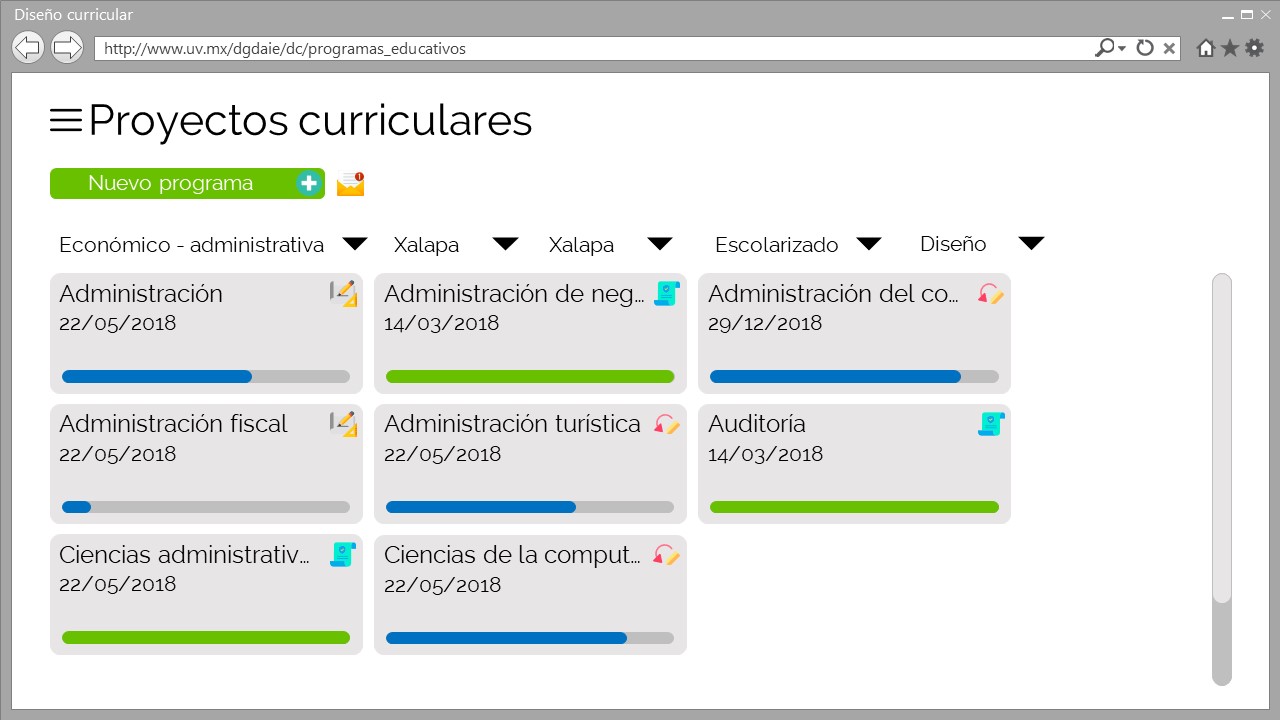 Diseño curricular
http://www.uv.mx/dgdaie/dc/programas_educativos
Proyectos curriculares
Nuevo programa
Económico - administrativa Xalapa Xalapa Escolarizado Diseño
Administración Administración de neg... Administración del co...
22/05/2018 14/03/2018 29/12/2018
Administración fiscal Administración turística Auditoría
22/05/2018 22/05/2018 14/03/2018
Ciencias administrativ... Ciencias de la comput...
22/05/2018 22/05/2018